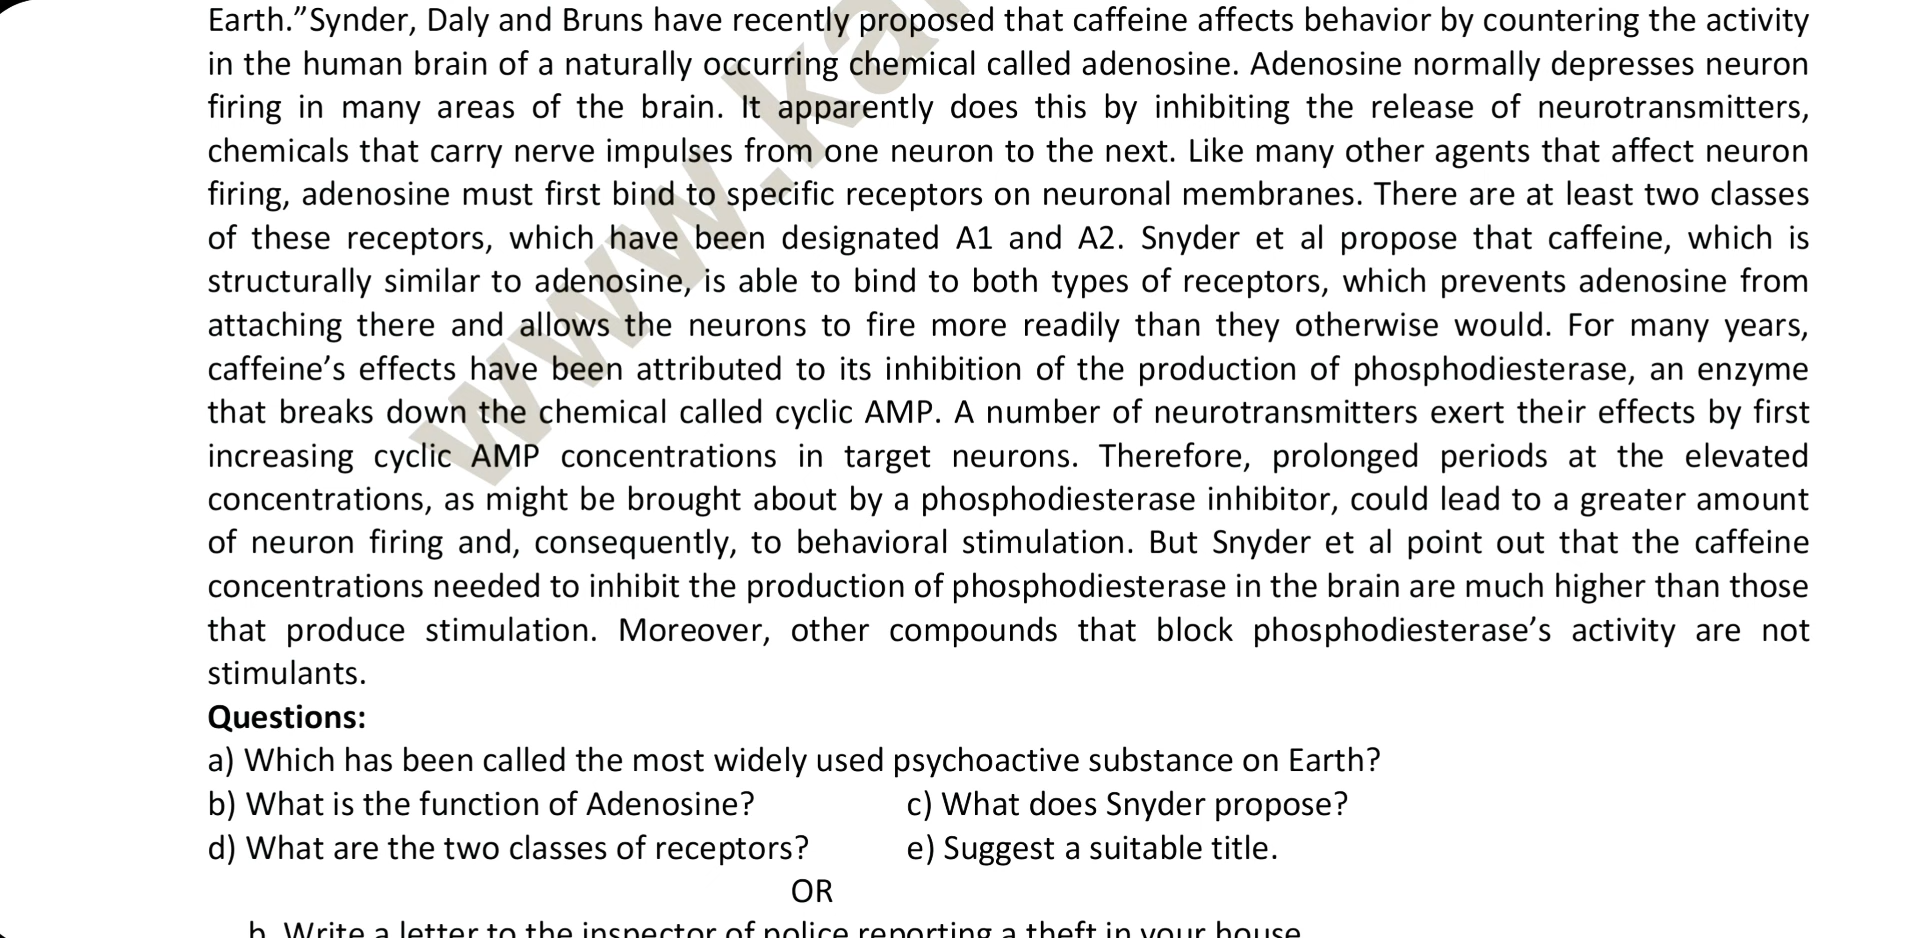 Earth.”Synder, Daly and Bruns have recently proposed that caffeine affects behavior by countering the activity
in the human brain of a naturally occurring chemical called adenosine. Adenosine normally depresses neuron
firing in many areas of the brain. It apparently does this by inhibiting the release of neurotransmitters,
chemicals that carry nerve impulses from one neuron to the next. Like many other agents that affect neuron
firing, adenosine must first bind to specific receptors on neuronal membranes. There are at least two classes
of these receptors, which have been designated A1 and A2. Snyder et al propose that caffeine, which is
structurally similar to adenosine, is able to bind to both types of receptors, which prevents adenosine from
attaching there and allows the neurons to fire more readily than they otherwise would. For many years,
caffeine’s effects have been attributed to its inhibition of the production of phosphodiesterase, an enzyme
that breaks down the chemical called cyclic AMP. A number of neurotransmitters exert their effects by first
increasing cyclic AMP concentrations in target neurons. Therefore, prolonged periods at the elevated
concentrations, as might be brought about by a phosphodiesterase inhibitor, could lead to a greater amount
of neuron firing and, consequently, to behavioral stimulation. But Snyder et al point out that the caffeine
concentrations needed to inhibit the production of phosphodiesterase in the brain are much higher than those
that produce stimulation. Moreover, other compounds that block phosphodiesterase’s activity are not
stimulants.
Questions:
a) Which has been called the most widely used psychoactive substance on Earth?
b) What is the function of Adenosine? c) What does Snyder propose?
d) What are the two classes of receptors? e) Suggest a suitable title.
OR
b. Write a letter to the inspector of police reporting a theft in your house
www.ka